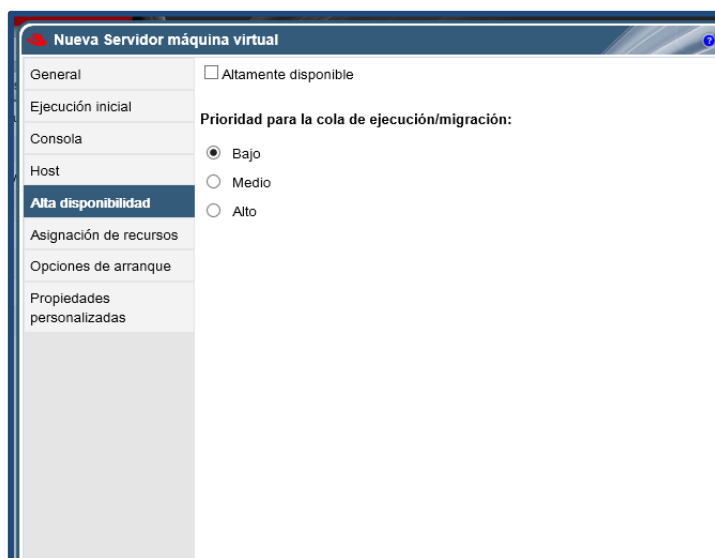 Nueva Servidor máquina virtual
?
General
Ejecución inicial
Consola
Host
Alta disponibilidad
Asignación de recursos
Opciones de arranque
Propiedades
personalizadas
Altamente disponible
Prioridad para la cola de ejecución/migración:
Bajo
Medio
Alto